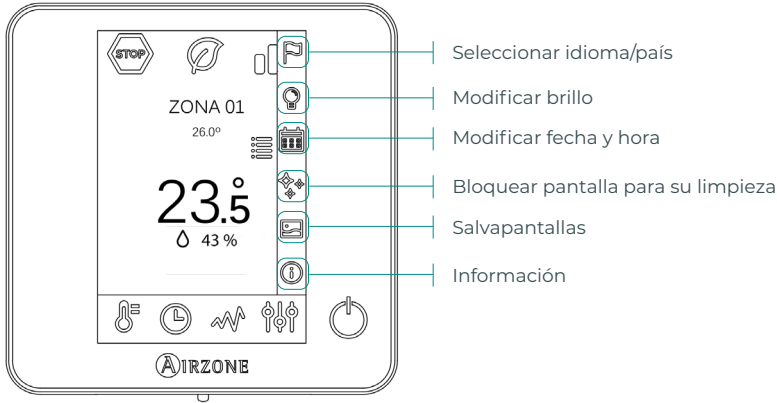 STOP
Seleccionar idioma/país
Modificar brillo
ZONA 01
26.0º
Modificar fecha y hora
23.5°
Bloquear pantalla para su limpieza
43 %
Salvapantallas
Información
AIRZONE